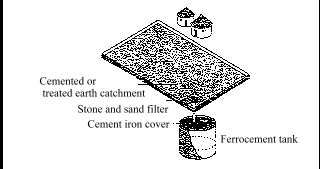 Cemented or
treated earth catchment
Stone and sand filter
Cement iron cover
Ferrocement tank